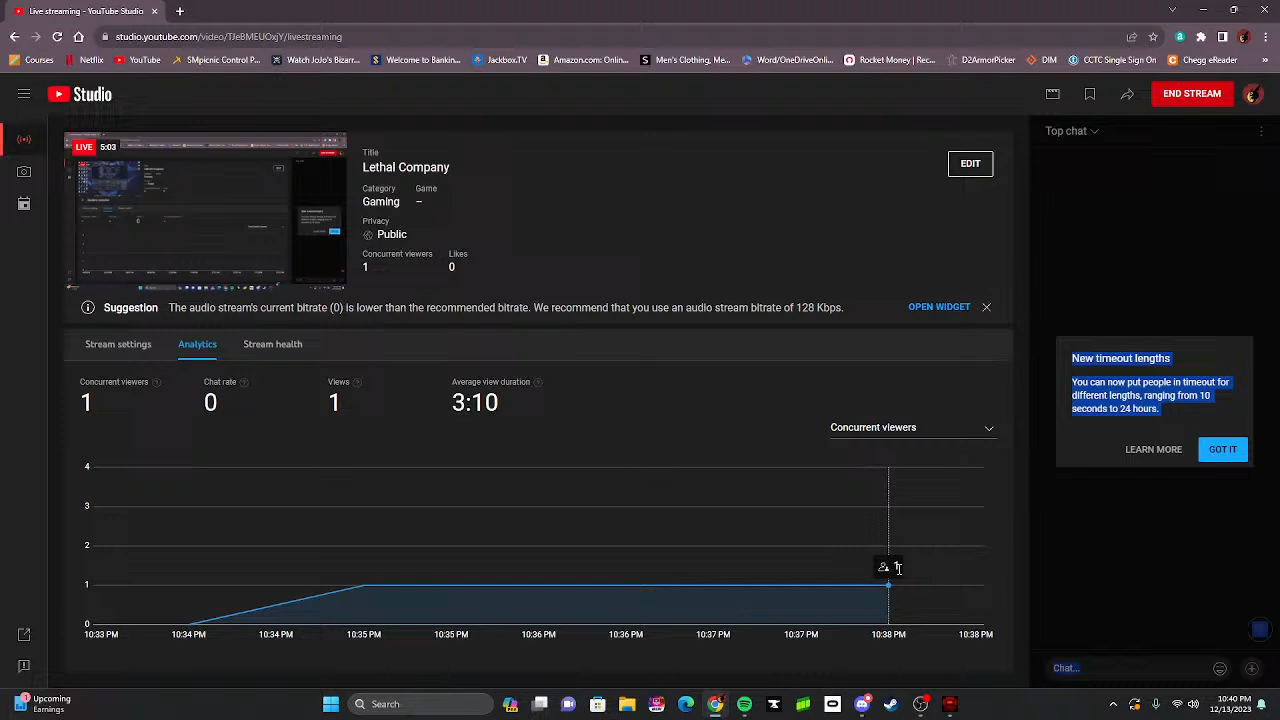 Live streaming - YouTube Studio
studio.youtube.com/video/TJeBMEUOxjY/livestreaming
Courses
Netflix
YouTube
SMpicnic Control P...
Watch JoJo's Bizarr...
Welcome to Bankin...
JackboxTV
Amazon.com: Onlin...
Men's Clothing, Me...
Rocket Money | Rec...
D2ArmorPicker
DIM
CTC Single Sign On
Chegg eReader
Studio
END STREAM
LIVE 5:03
Title
Lethal Company
EDIT
Category Game
Gaming –
Privacy
Public
Concurrent viewers Likes
1 0
Suggestion The audio stream's current bitrate (0) is lower than the recommended bitrate. We recommend that you use an audio stream bitrate of 128 Kbps.
OPEN WIDGET
Stream settings
Analytics
Stream health
Concurrent viewers Chat rate Views Average view duration
1 0 1 3:10
Concurrent viewers
4
3
2
1
1
0
10:33 PM 10:34 PM 10:34 PM 10:35 PM 10:35 PM 10:36 PM 10:36 PM 10:37 PM 10:37 PM 10:38 PM 10:38 PM
Top chat
New timeout lengths
You can now put people in timeout for
different lengths, ranging from 10
seconds to 24 hours.
LEARN MORE
GOT IT
Chat...
1
Upcoming
Earnings
Search
10:40 PM
12/13/2023